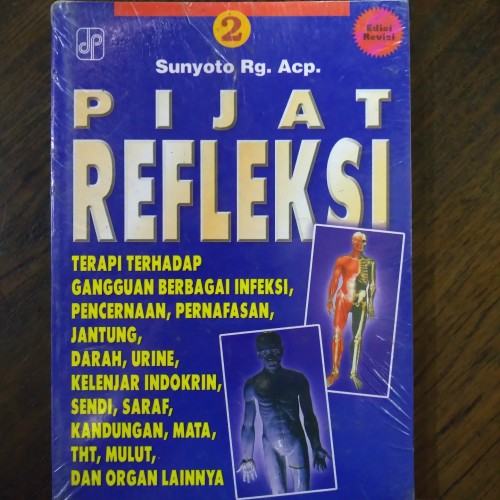 dp
2
Edisi
Revisi
Sunyoto Rg. Acp.
PIJAT
REFLEKSI
TERAPI TERHADAP
GANGGUAN BERBAGAI INFEKSI,
PENCERNAAN, PERNAFASAN,
JANTUNG,
DARAH, URINE,
KELENJAR INDOKRIN,
SENDI, SARAF,
KANDUNGAN, MATA,
THT, MULUT,
DAN ORGAN LAINNYA